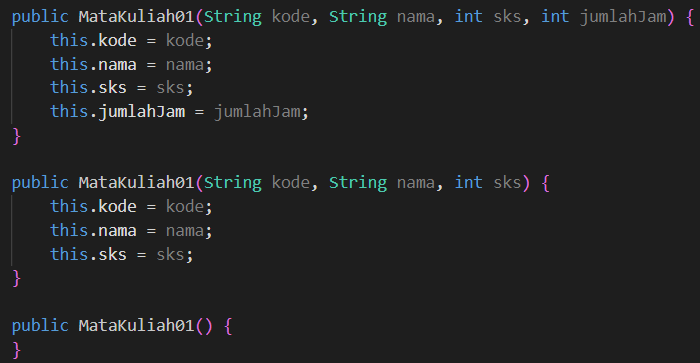 public MataKuliah01(String kode, String nama, int sks, int jumlahJam) {
    this.kode = kode;
    this.nama = nama;
    this.sks = sks;
    this.jumlahJam = jumlahJam;
}

public MataKuliah01(String kode, String nama, int sks) {
    this.kode = kode;
    this.nama = nama;
    this.sks = sks;
}

public MataKuliah01() {
}